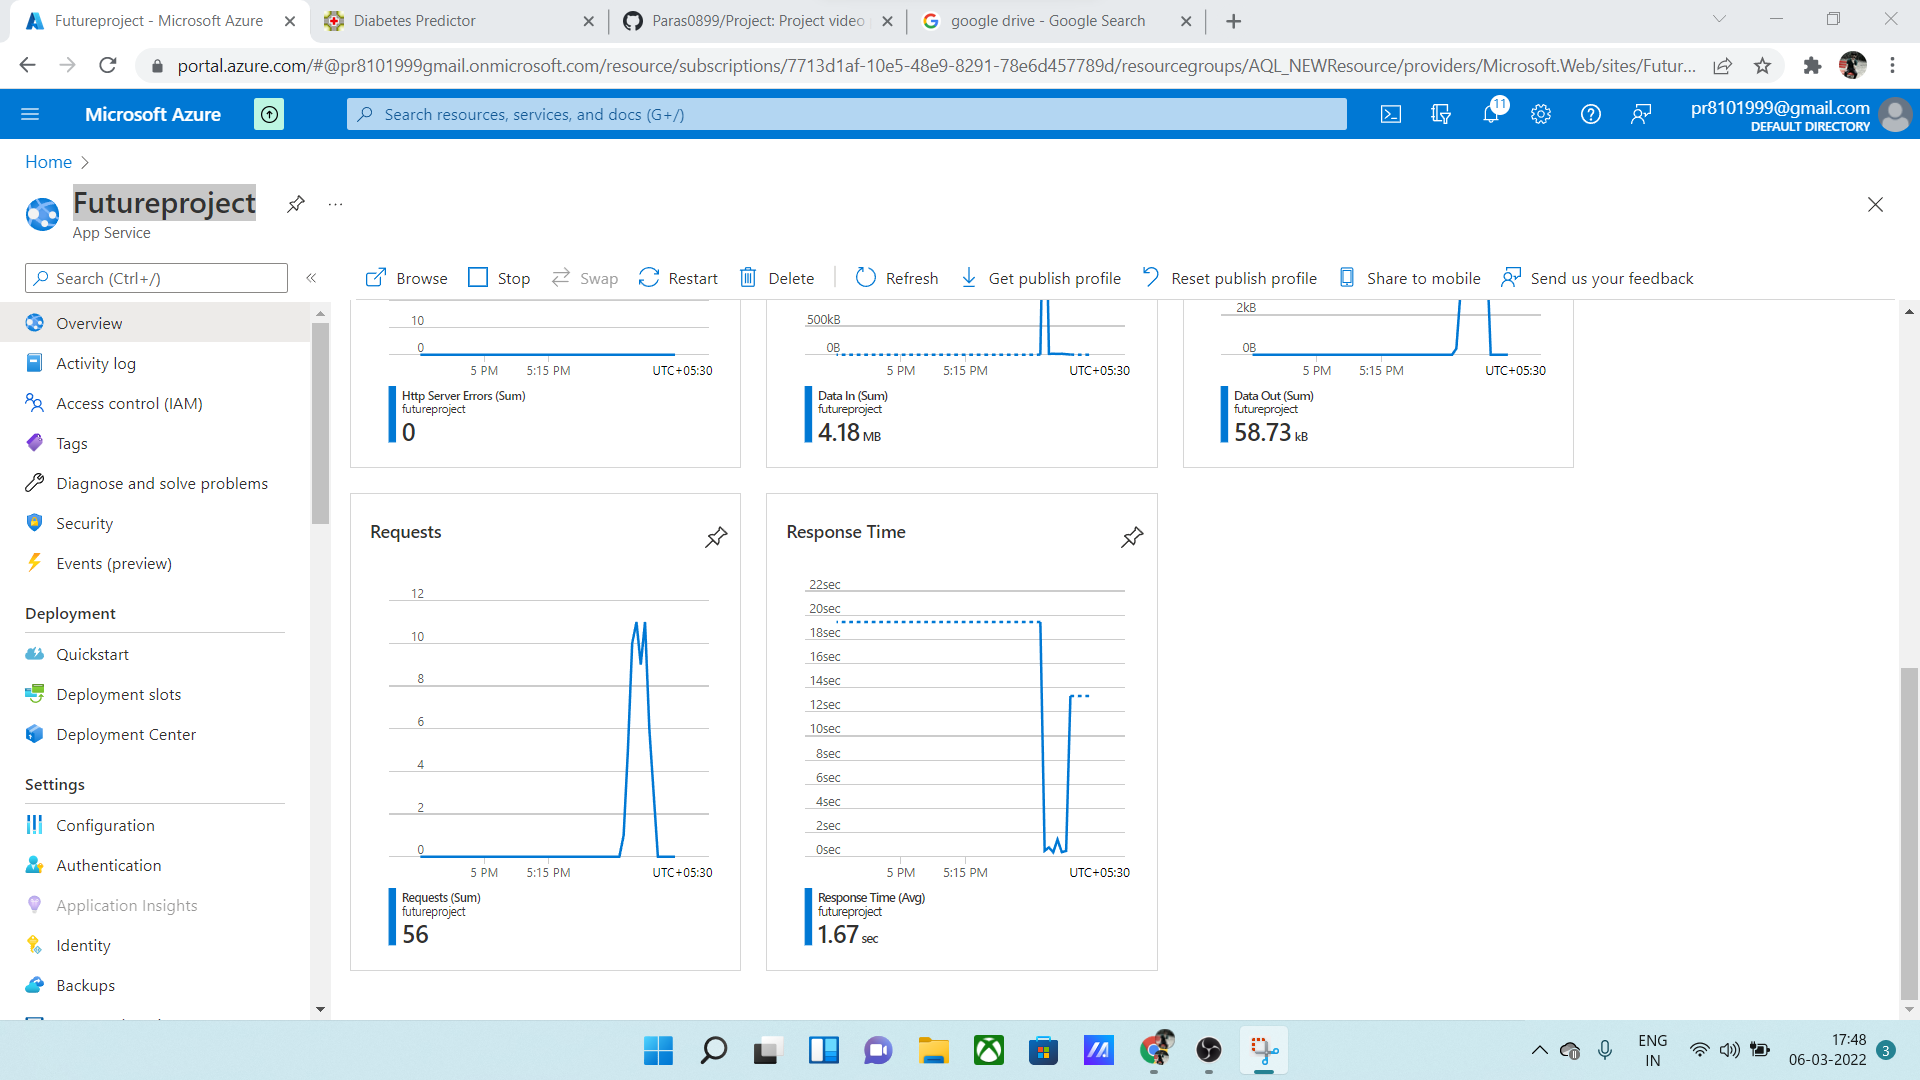 Futureproject - Microsoft Azure
Diabetes Predictor
Paras0899/Project: Project video
google drive - Google Search
portal.azure.com/#@pr8101999gmail.onmicrosoft.com/resource/subscriptions/7713d1af-10e5-48e9-8291-78e6d457789d/resourcegroups/AQL_NEWResource/providers/Microsoft.Web/sites/Futur...
Microsoft Azure
Search resources, services, and docs (G+/)
11
pr8101999@gmail.com
DEFAULT DIRECTORY
Home
Futureproject
...
App Service
Search (Ctrl+/)
Browse
Stop
Swap
Restart
Delete
Refresh
Get publish profile
Reset publish profile
Share to mobile
Send us your feedback
Overview
Activity log
Access control (IAM)
Tags
Diagnose and solve problems
Security
Events (preview)
Deployment
Quickstart
Deployment slots
Deployment Center
Settings
Configuration
Authentication
Application Insights
Identity
Backups
10
0
5 PM
5:15 PM
UTC+05:30
Http Server Errors (Sum)
futureproject
0
500kB
0B
5 PM
5:15 PM
UTC+05:30
Data In (Sum)
futureproject
4.18 MB
2kB
0B
5 PM
5:15 PM
UTC+05:30
Data Out (Sum)
futureproject
58.73 kB
Requests
12
10
8
6
4
2
0
5 PM
5:15 PM
UTC+05:30
Requests (Sum)
futureproject
56
Response Time
22sec
20sec
18sec
16sec
14sec
12sec
10sec
8sec
6sec
4sec
2sec
0sec
5 PM
5:15 PM
UTC+05:30
Response Time (Avg)
futureproject
1.67 sec
ENG
IN
17:48
06-03-2022
3